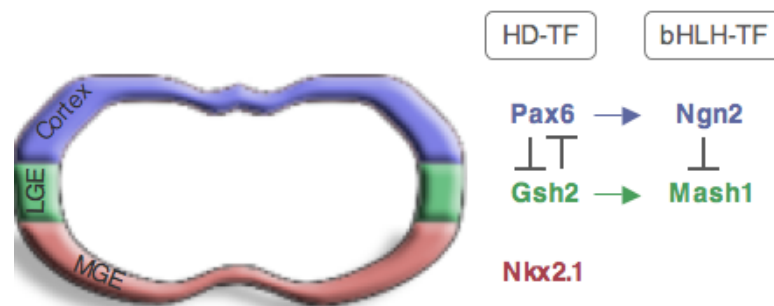 HD-TF bHLH-TF
Cortex
Pax6 Ngn2
LGE
Gsh2 Mash1
MGE
Nkx2.1